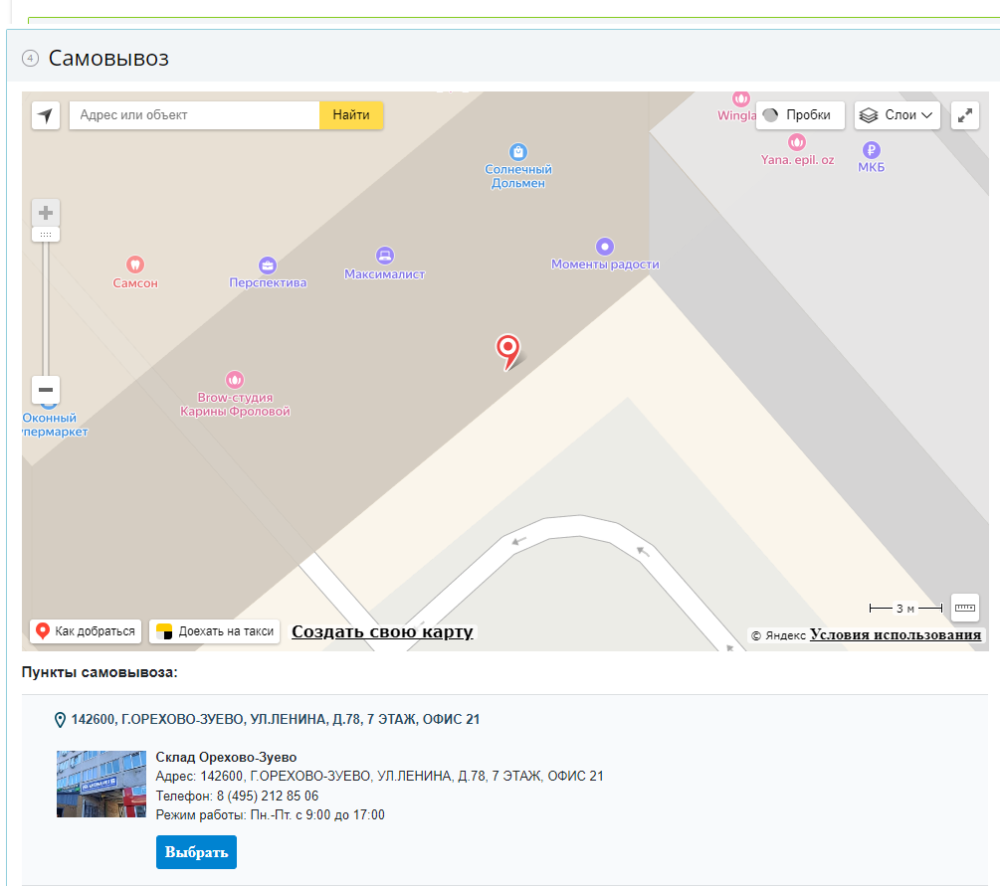 4 Самовывоз
Адрес или объект
Найти
Wingla
Пробки
Слои
Yana. epil. oz
МКБ
Солнечный
Дольмен
Моменты радости
Максималист
Перспектива
Самсон
Brow-студия
Карины Фроловой
Оконный
упермаркет
3 м
Как добраться
Доехать на такси
Создать свою карту
© Яндекс Условия использования
Пункты самовывоза:
142600, Г.ОРЕХОВО-ЗУЕВО, УЛ.ЛЕНИНА, Д.78, 7 ЭТАЖ, ОФИС 21
Склад Орехово-Зуево
Адрес: 142600, Г.ОРЕХОВО-ЗУЕВО, УЛ.ЛЕНИНА, Д.78, 7 ЭТАЖ, ОФИС 21
Телефон: 8 (495) 212 85 06
Режим работы: Пн.-Пт. с 9:00 до 17:00
Выбрать